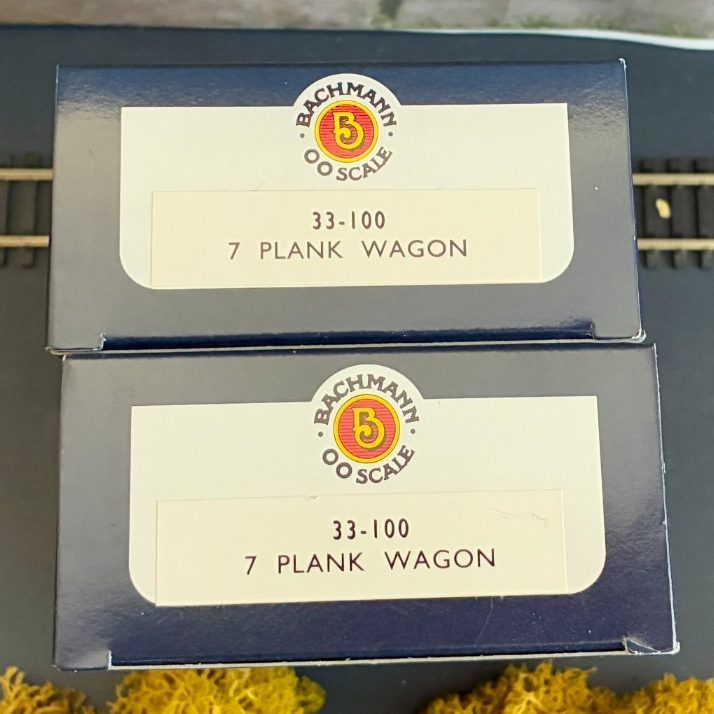 BACHMANN
B
OO SCALE
33-100
7 PLANK WAGON
BACHMANN
B
OO SCALE
33-100
7 PLANK WAGON